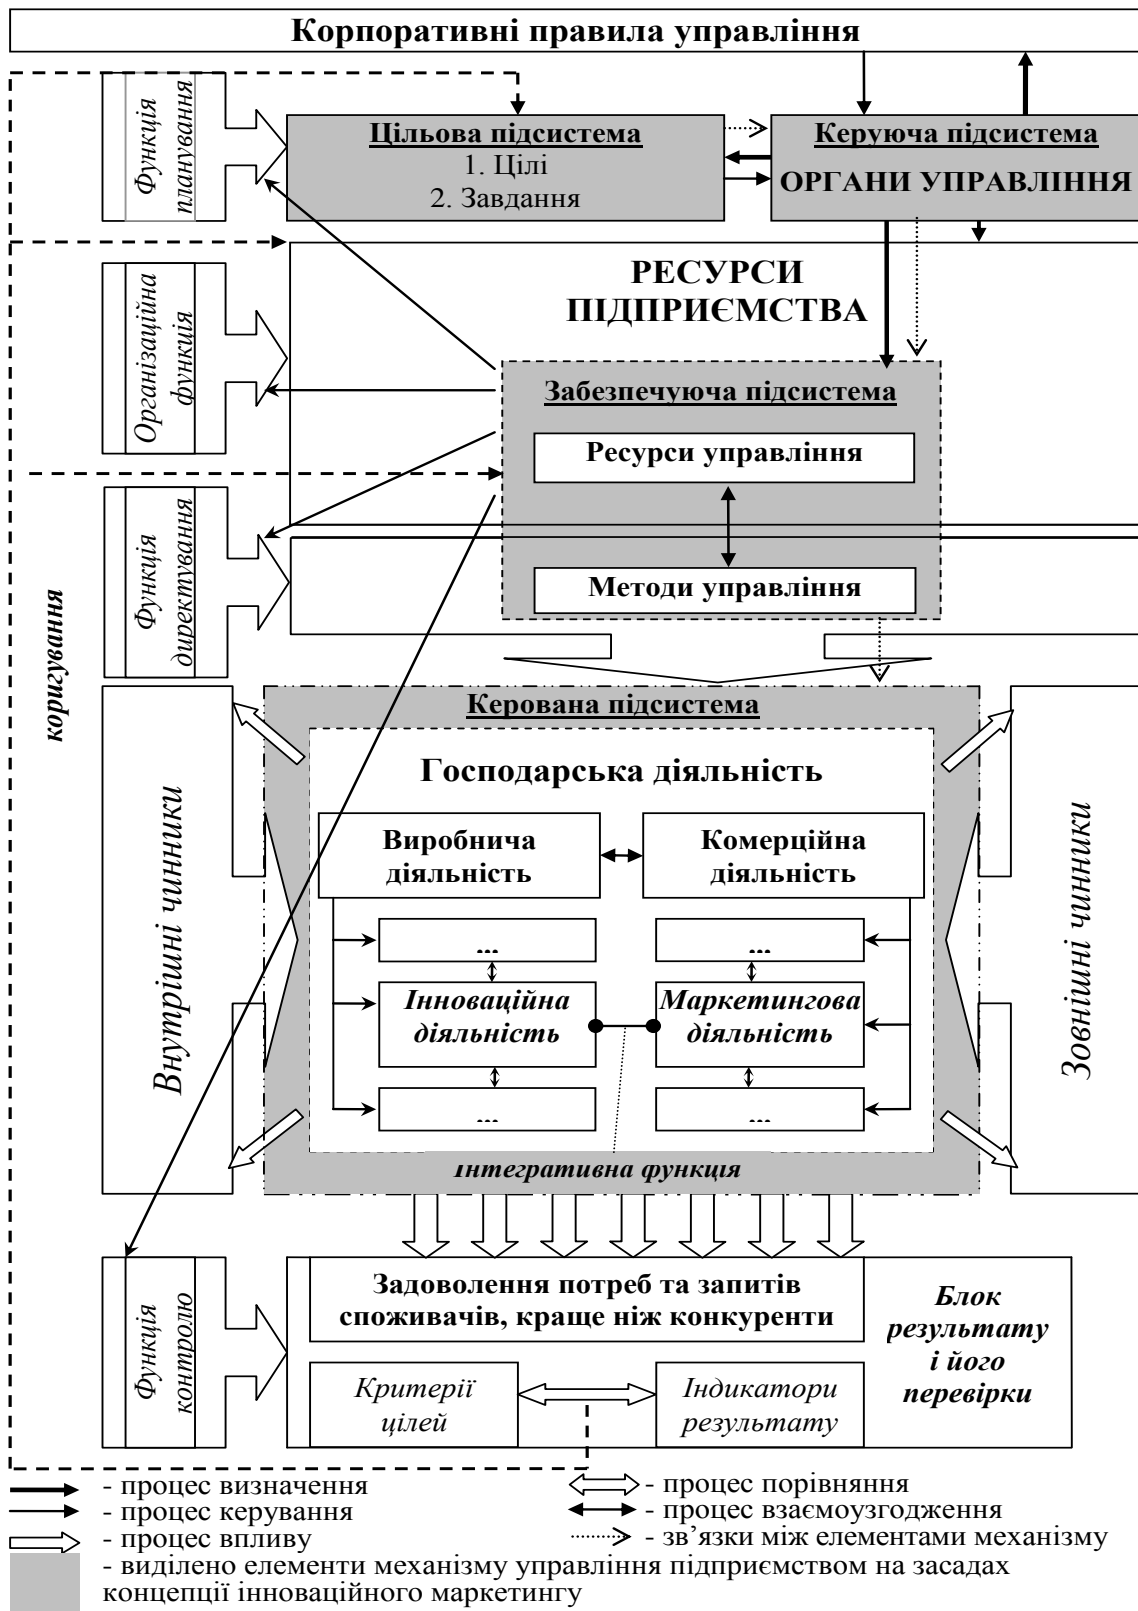 Корпоративні правила управління
Функція
планування
Цільова підсистема
1. Цілі
2. Завдання
Керуюча підсистема
ОРГАНИ УПРАВЛІННЯ
Організаційна
функція
РЕСУРСИ
ПІДПРИЄМСТВА
Забезпечуюча підсистема
Ресурси управління
Методи управління
Функція
директування
коригування
Внутрішні чинники
Керована підсистема
Господарська діяльність
Виробнича
діяльність
Комерційна
діяльність
...
...
Інноваційна
діяльність
Маркетингова
діяльність
...
...
Інтегративна функція
Зовнішні чинники
Функція
контролю
Задоволення потреб та запитів
споживачів, краще ніж конкуренти
Критерії
цілей
Індикатори
результату
Блок
результату
і його
перевірки
- процес визначення
- процес керування
- процес впливу
- процес порівняння
- процес взаємоузгодження
- зв’язки між елементами механізму
- виділено елементи механізму управління підприємством на засадах
концепції інноваційного маркетингу